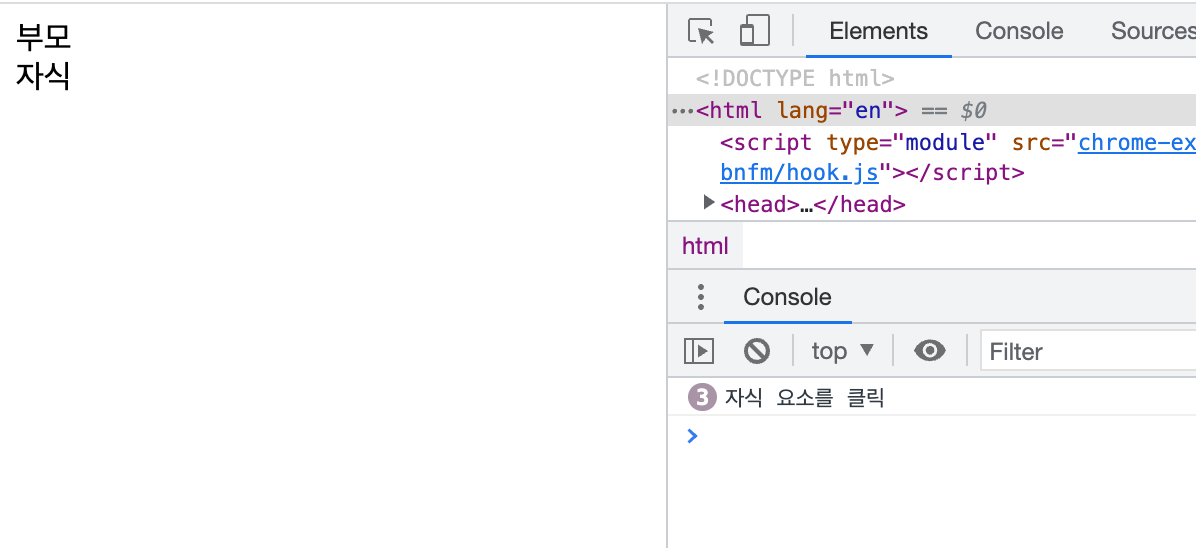 부모
자식
Elements Console Sources
<!DOCTYPE html>
…<html lang="en"> == $0
<script type="module" src="chrome-ex
bnfm/hook.js"></script>
▶<head>…</head>
html
Console
top ▼ Filter
3 자식 요소를 클릭
>